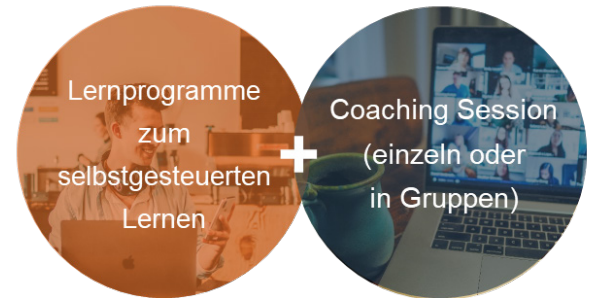 Lernprogramme
zum
selbstgesteuerten
Lernen
+
Coaching Session
(einzeln oder
in Gruppen)